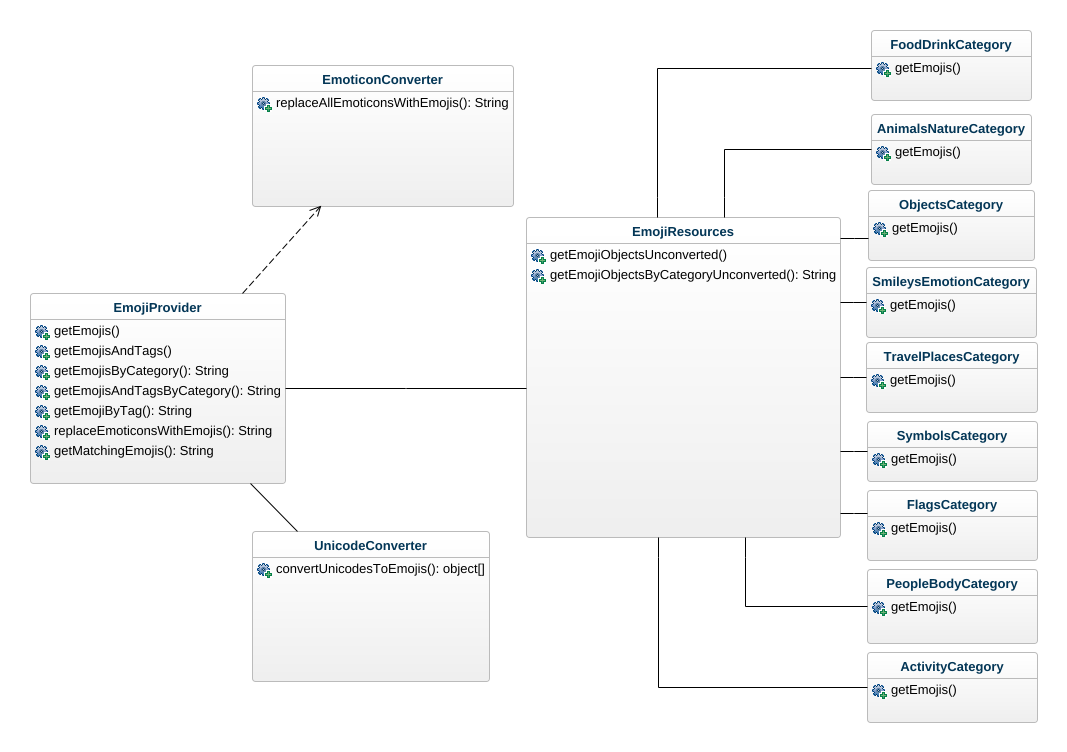 EmoticonConverter
replaceAllEmoticonsWithEmojis(): String
EmojiProvider
getEmojis()
getEmojisAndTags()
getEmojisByCategory(): String
getEmojisAndTagsByCategory(): String
getEmojiByTag(): String
replaceEmoticonsWithEmojis(): String
getMatchingEmojis(): String
UnicodeConverter
convertUnicodesToEmojis(): object[]
EmojiResources
getEmojiObjectsUnconverted()
getEmojiObjectsByCategoryUnconverted(): String
FoodDrinkCategory
getEmojis()
AnimalsNatureCategory
getEmojis()
ObjectsCategory
getEmojis()
SmileysEmotionCategory
getEmojis()
TravelPlacesCategory
getEmojis()
SymbolsCategory
getEmojis()
FlagsCategory
getEmojis()
PeopleBodyCategory
getEmojis()
ActivityCategory
getEmojis()